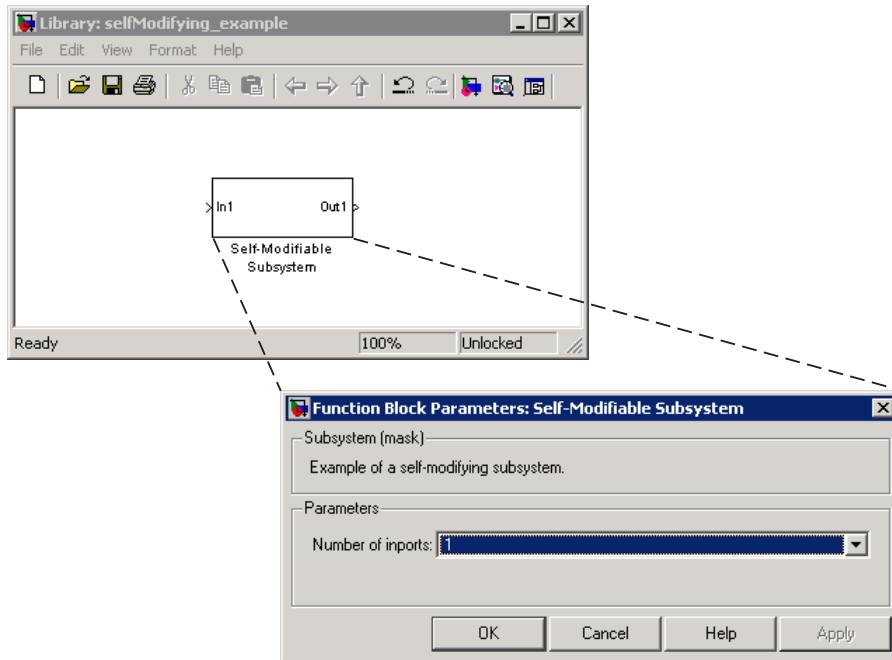 Library: selfModifying_example
File Edit View Format Help
In1 Out1
Self-Modifiable
Subsystem
Ready 100% Unlocked
Function Block Parameters: Self-Modifiable Subsystem
Subsystem (mask)
Example of a self-modifying subsystem.
Parameters
Number of inports: 1
OK Cancel Help Apply